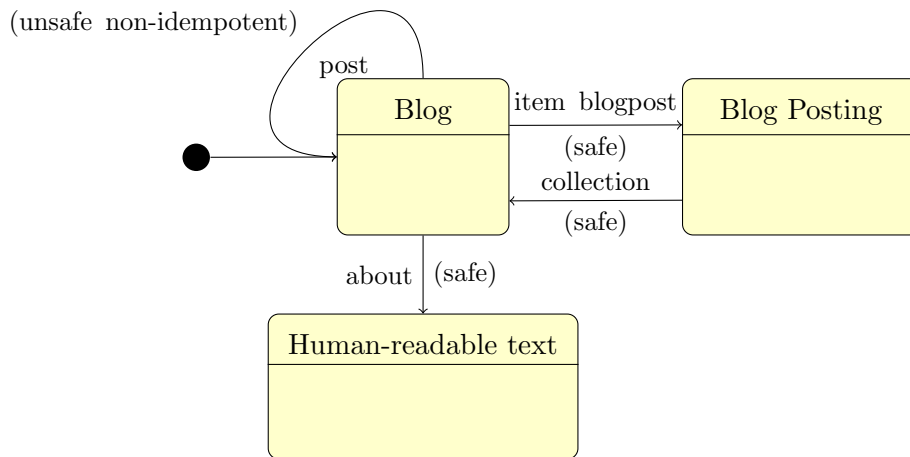 (unsafe non-idempotent)
post
Blog
item blogpost
(safe)
collection
(safe)
Blog Posting
about
(safe)
Human-readable text